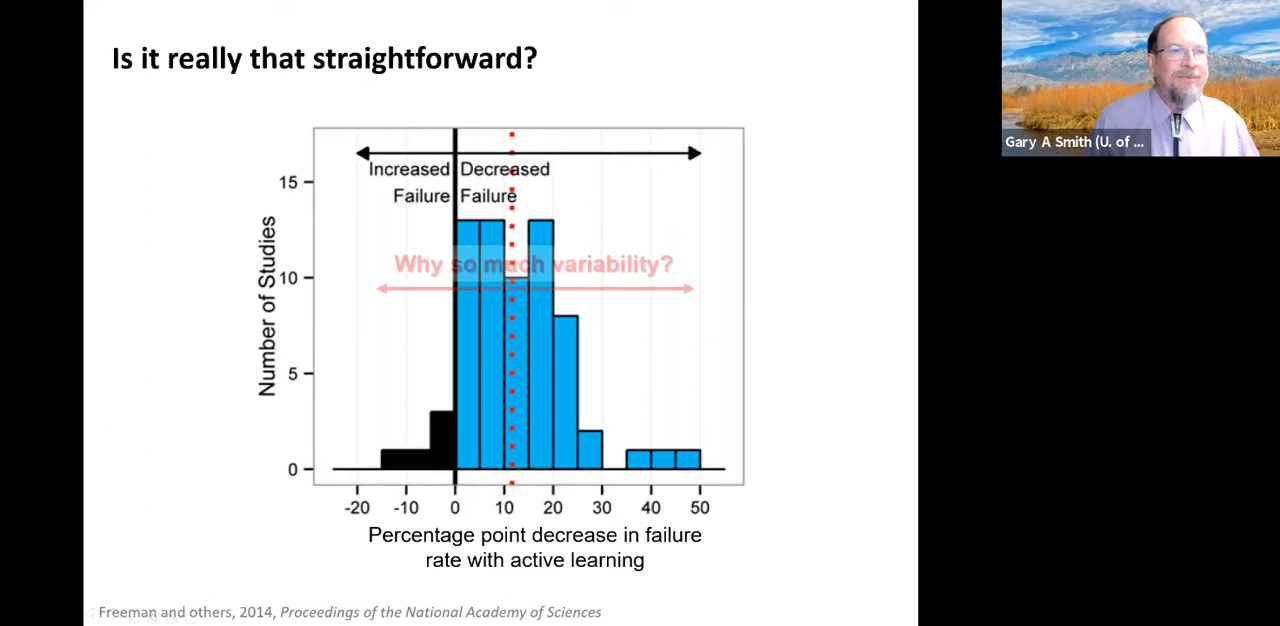 Is it really that straightforward?
Gary A Smith (U. of ...
Increased
Failure
Decreased
Failure
Why so much variability?
Number of Studies
15
10
5
0
-20 -10 0 10 20 30 40 50
Percentage point decrease in failure
rate with active learning
Freeman and others, 2014, Proceedings of the National Academy of Sciences